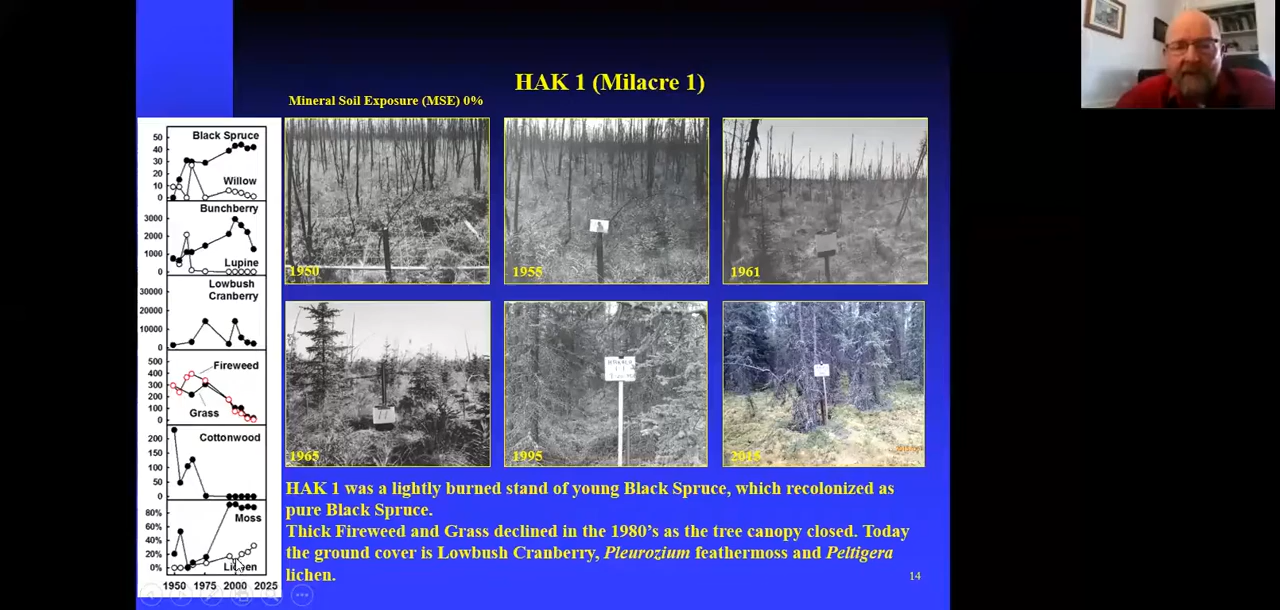 HAK 1 (Milacre 1)
Mineral Soil Exposure (MSE) 0%
50
40
30
20
10
0
Black Spruce
Willow
3000
2000
1000
0
Bunchberry
Lupine
30000
20000
10000
0
Lowbush
Cranberry
500
400
300
200
100
0
Fireweed
Grass
200
150
100
50
0
Cottonwood
80%
60%
40%
20%
0%
Moss
Lichen
1950 1975 2000 2025
1950
1955
1961
1965
1995
HAK 1 was a lightly burned stand of young Black Spruce, which recolonized as
pure Black Spruce.
Thick Fireweed and Grass declined in the 1980's as the tree canopy closed. Today
the ground cover is Lowbush Cranberry, Pleurozium feathermoss and Peltigera
lichen.
14